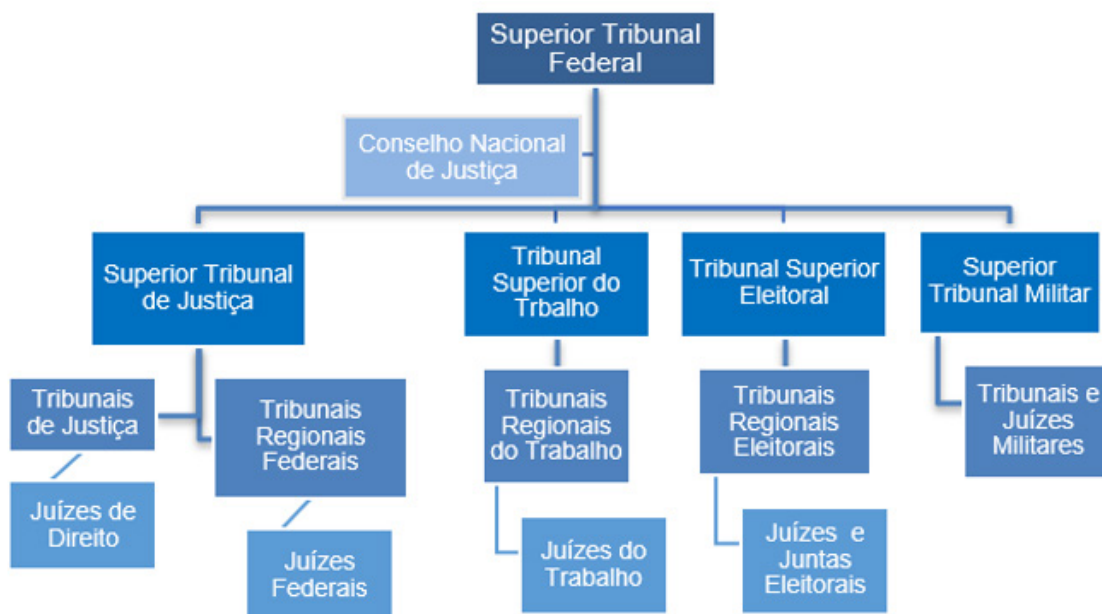 Superior Tribunal
Federal
Conselho Nacional
de Justiça
Superior Tribunal
de Justiça
Tribunal
Superior do
Trbalho
Tribunal Superior
Eleitoral
Superior
Tribunal Militar
Tribunais
de Justiça
Tribunais
Regionais
Federais
Tribunais
Regionais
do Trabalho
Tribunais
Regionais
Eleitorais
Tribunais e
Juízes
Militares
Juízes de
Direito
Juízes
Federais
Juízes do
Trabalho
Juízes e
Juntas
Eleitorais